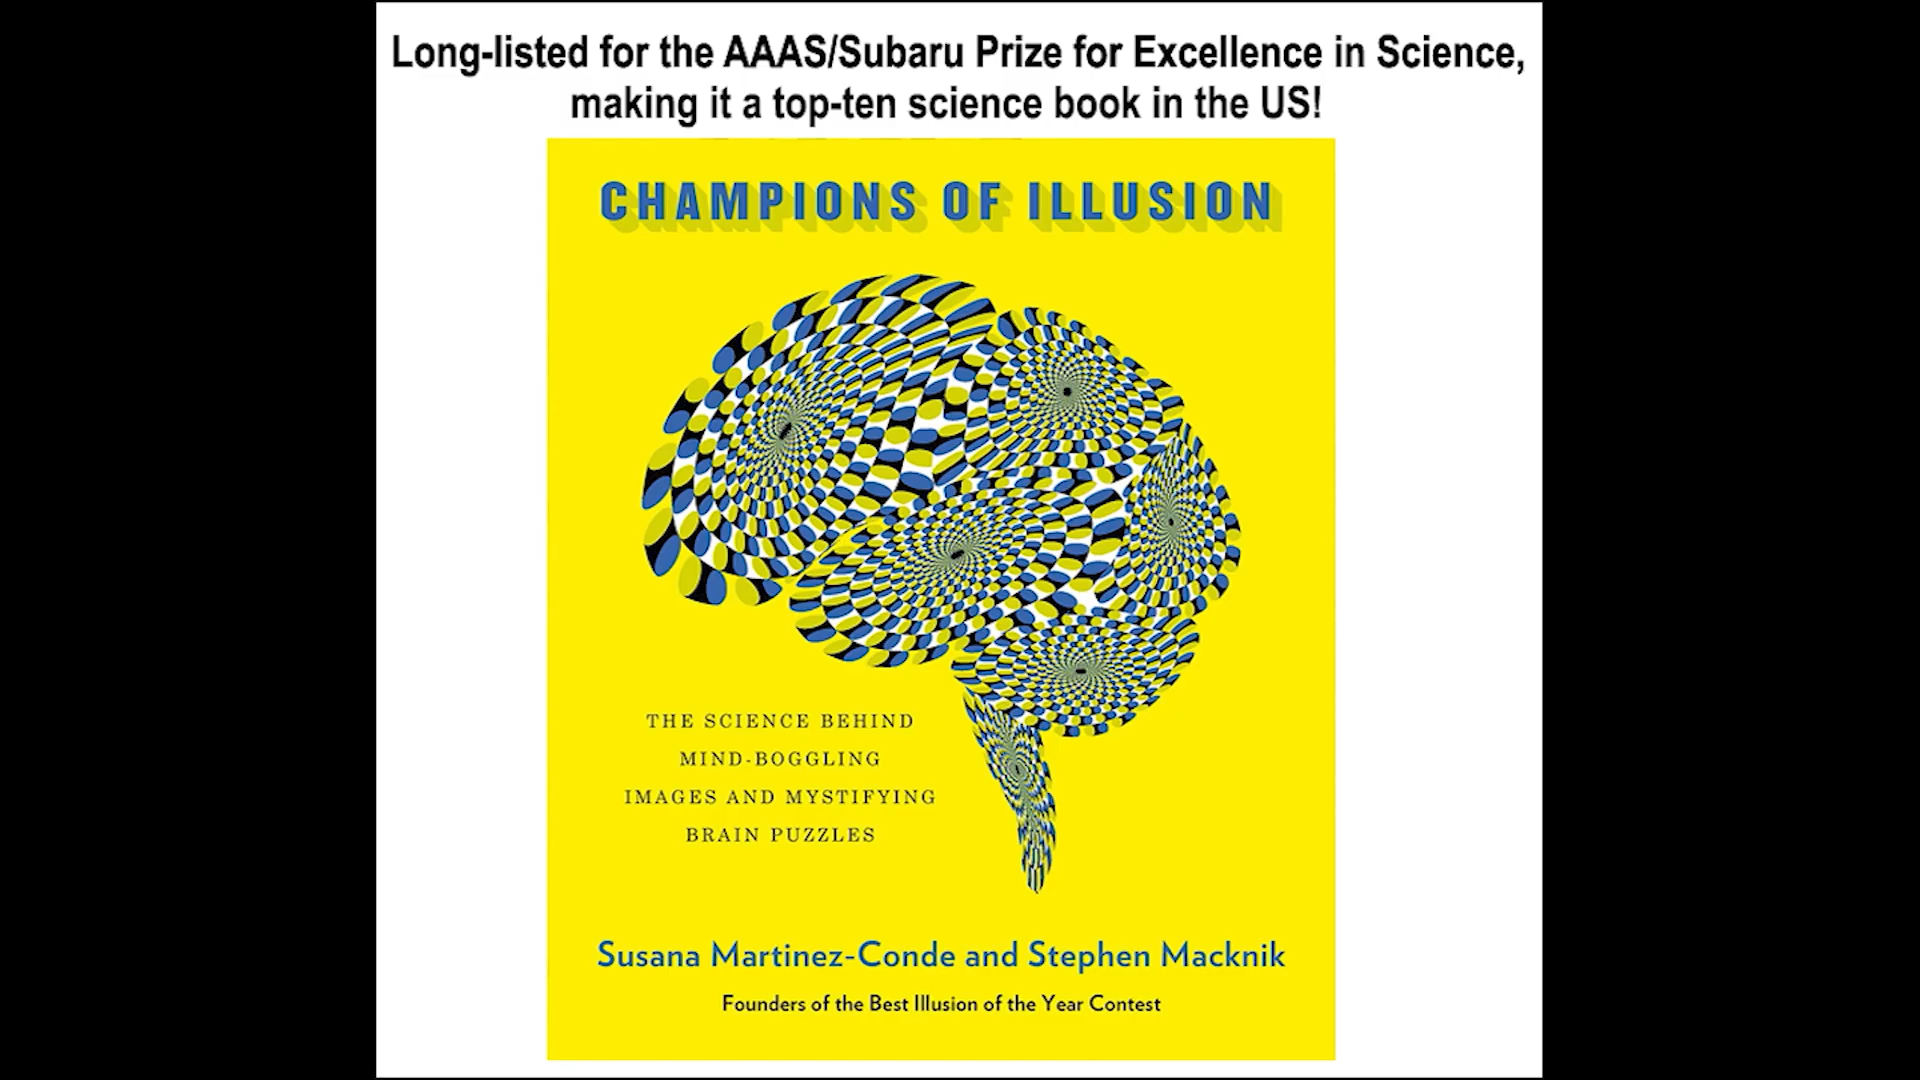 Long-listed for the AAAS/Subaru Prize for Excellence in Science,
making it a top-ten science book in the US!
CHAMPIONS OF ILLUSION
THE SCIENCE BEHIND
MIND-BOGGLING
IMAGES AND MYSTIFYING
BRAIN PUZZLES
Susana Martinez-Conde and Stephen Macknik
Founders of the Best Illusion of the Year Contest